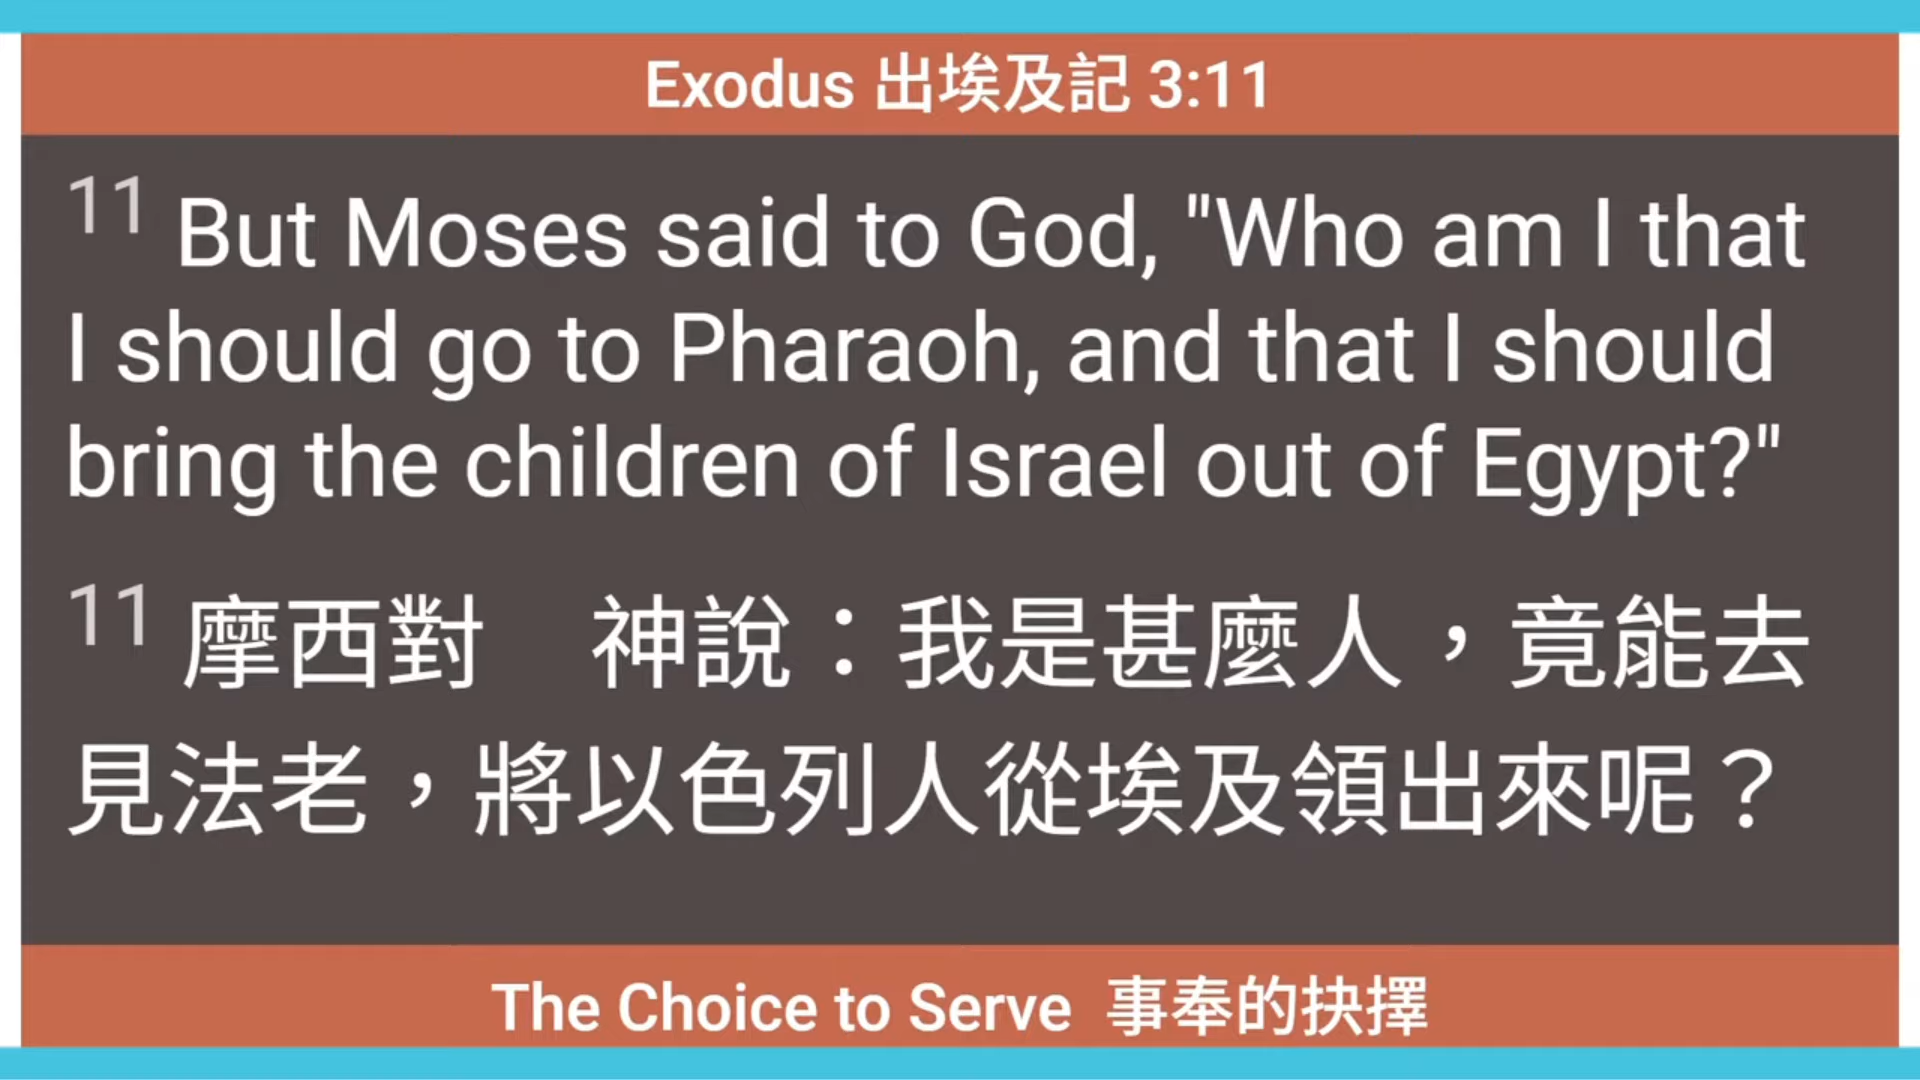 Exodus 出埃及記 3:11
11 But Moses said to God, "Who am I that
I should go to Pharaoh, and that I should
bring the children of Israel out of Egypt?"
11 摩西對　神說：我是甚麼人，竟能去
見法老，將以色列人從埃及領出來呢？
The Choice to Serve 事奉的抉擇